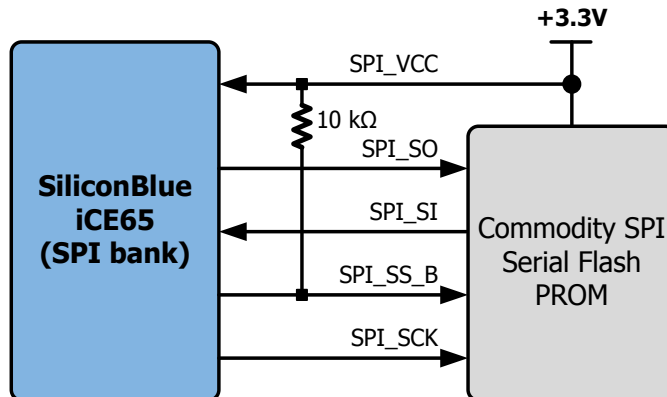 +3.3V
SPI_VCC
10 kΩ
SPI_SO
SiliconBlue
iCE65
(SPI bank)
SPI_SI
Commodity SPI
Serial Flash
PROM
SPI_SS_B
SPI_SCK